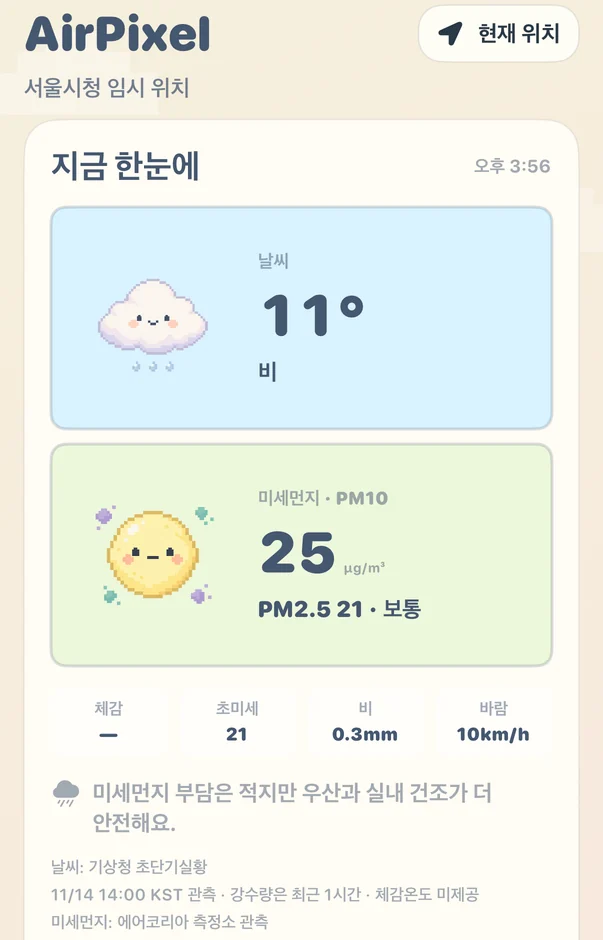 AirPixel
현재 위치
서울시청 임시 위치
지금 한눈에
오후 3:56
날씨
11°
비
미세먼지 · PM10
25 μg/m³
PM2.5 21 · 보통
체감
—
초미세
21
비
0.3mm
바람
10km/h
미세먼지 부담은 적지만 우산과 실내 건조가 더
안전해요.
날씨: 기상청 초단기실황
11/14 14:00 KST 관측 · 강수량은 최근 1시간 · 체감온도 미제공
미세먼지: 에어코리아 측정소 관측